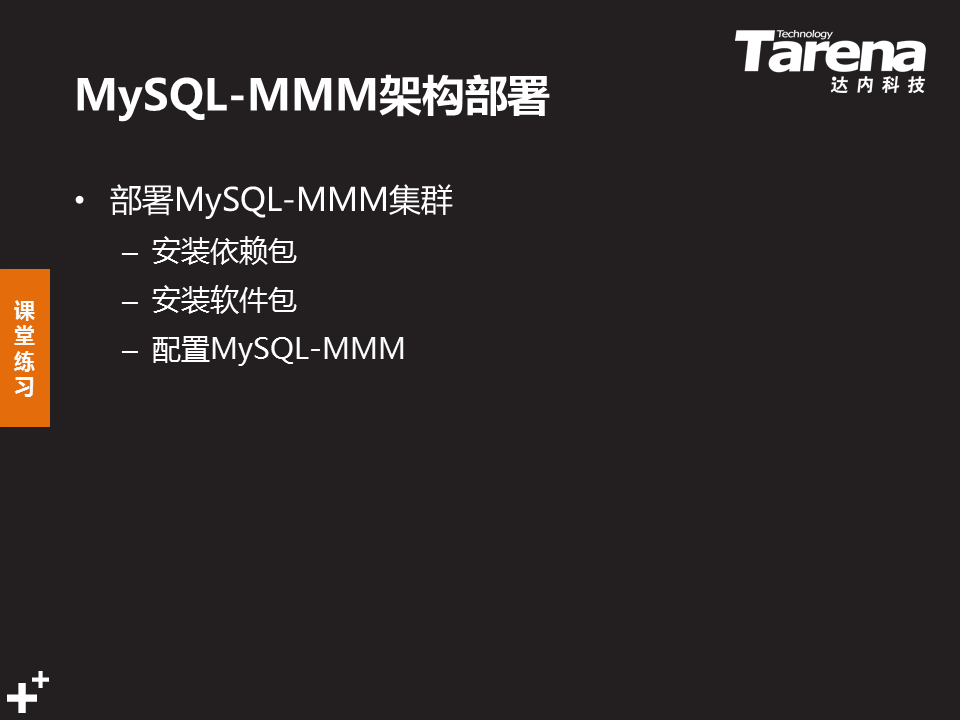 Technology
Tarena
达内科技
MySQL-MMM架构部署
• 部署MySQL-MMM集群
– 安装依赖包
– 安装软件包
– 配置MySQL-MMM
课
堂
练
习